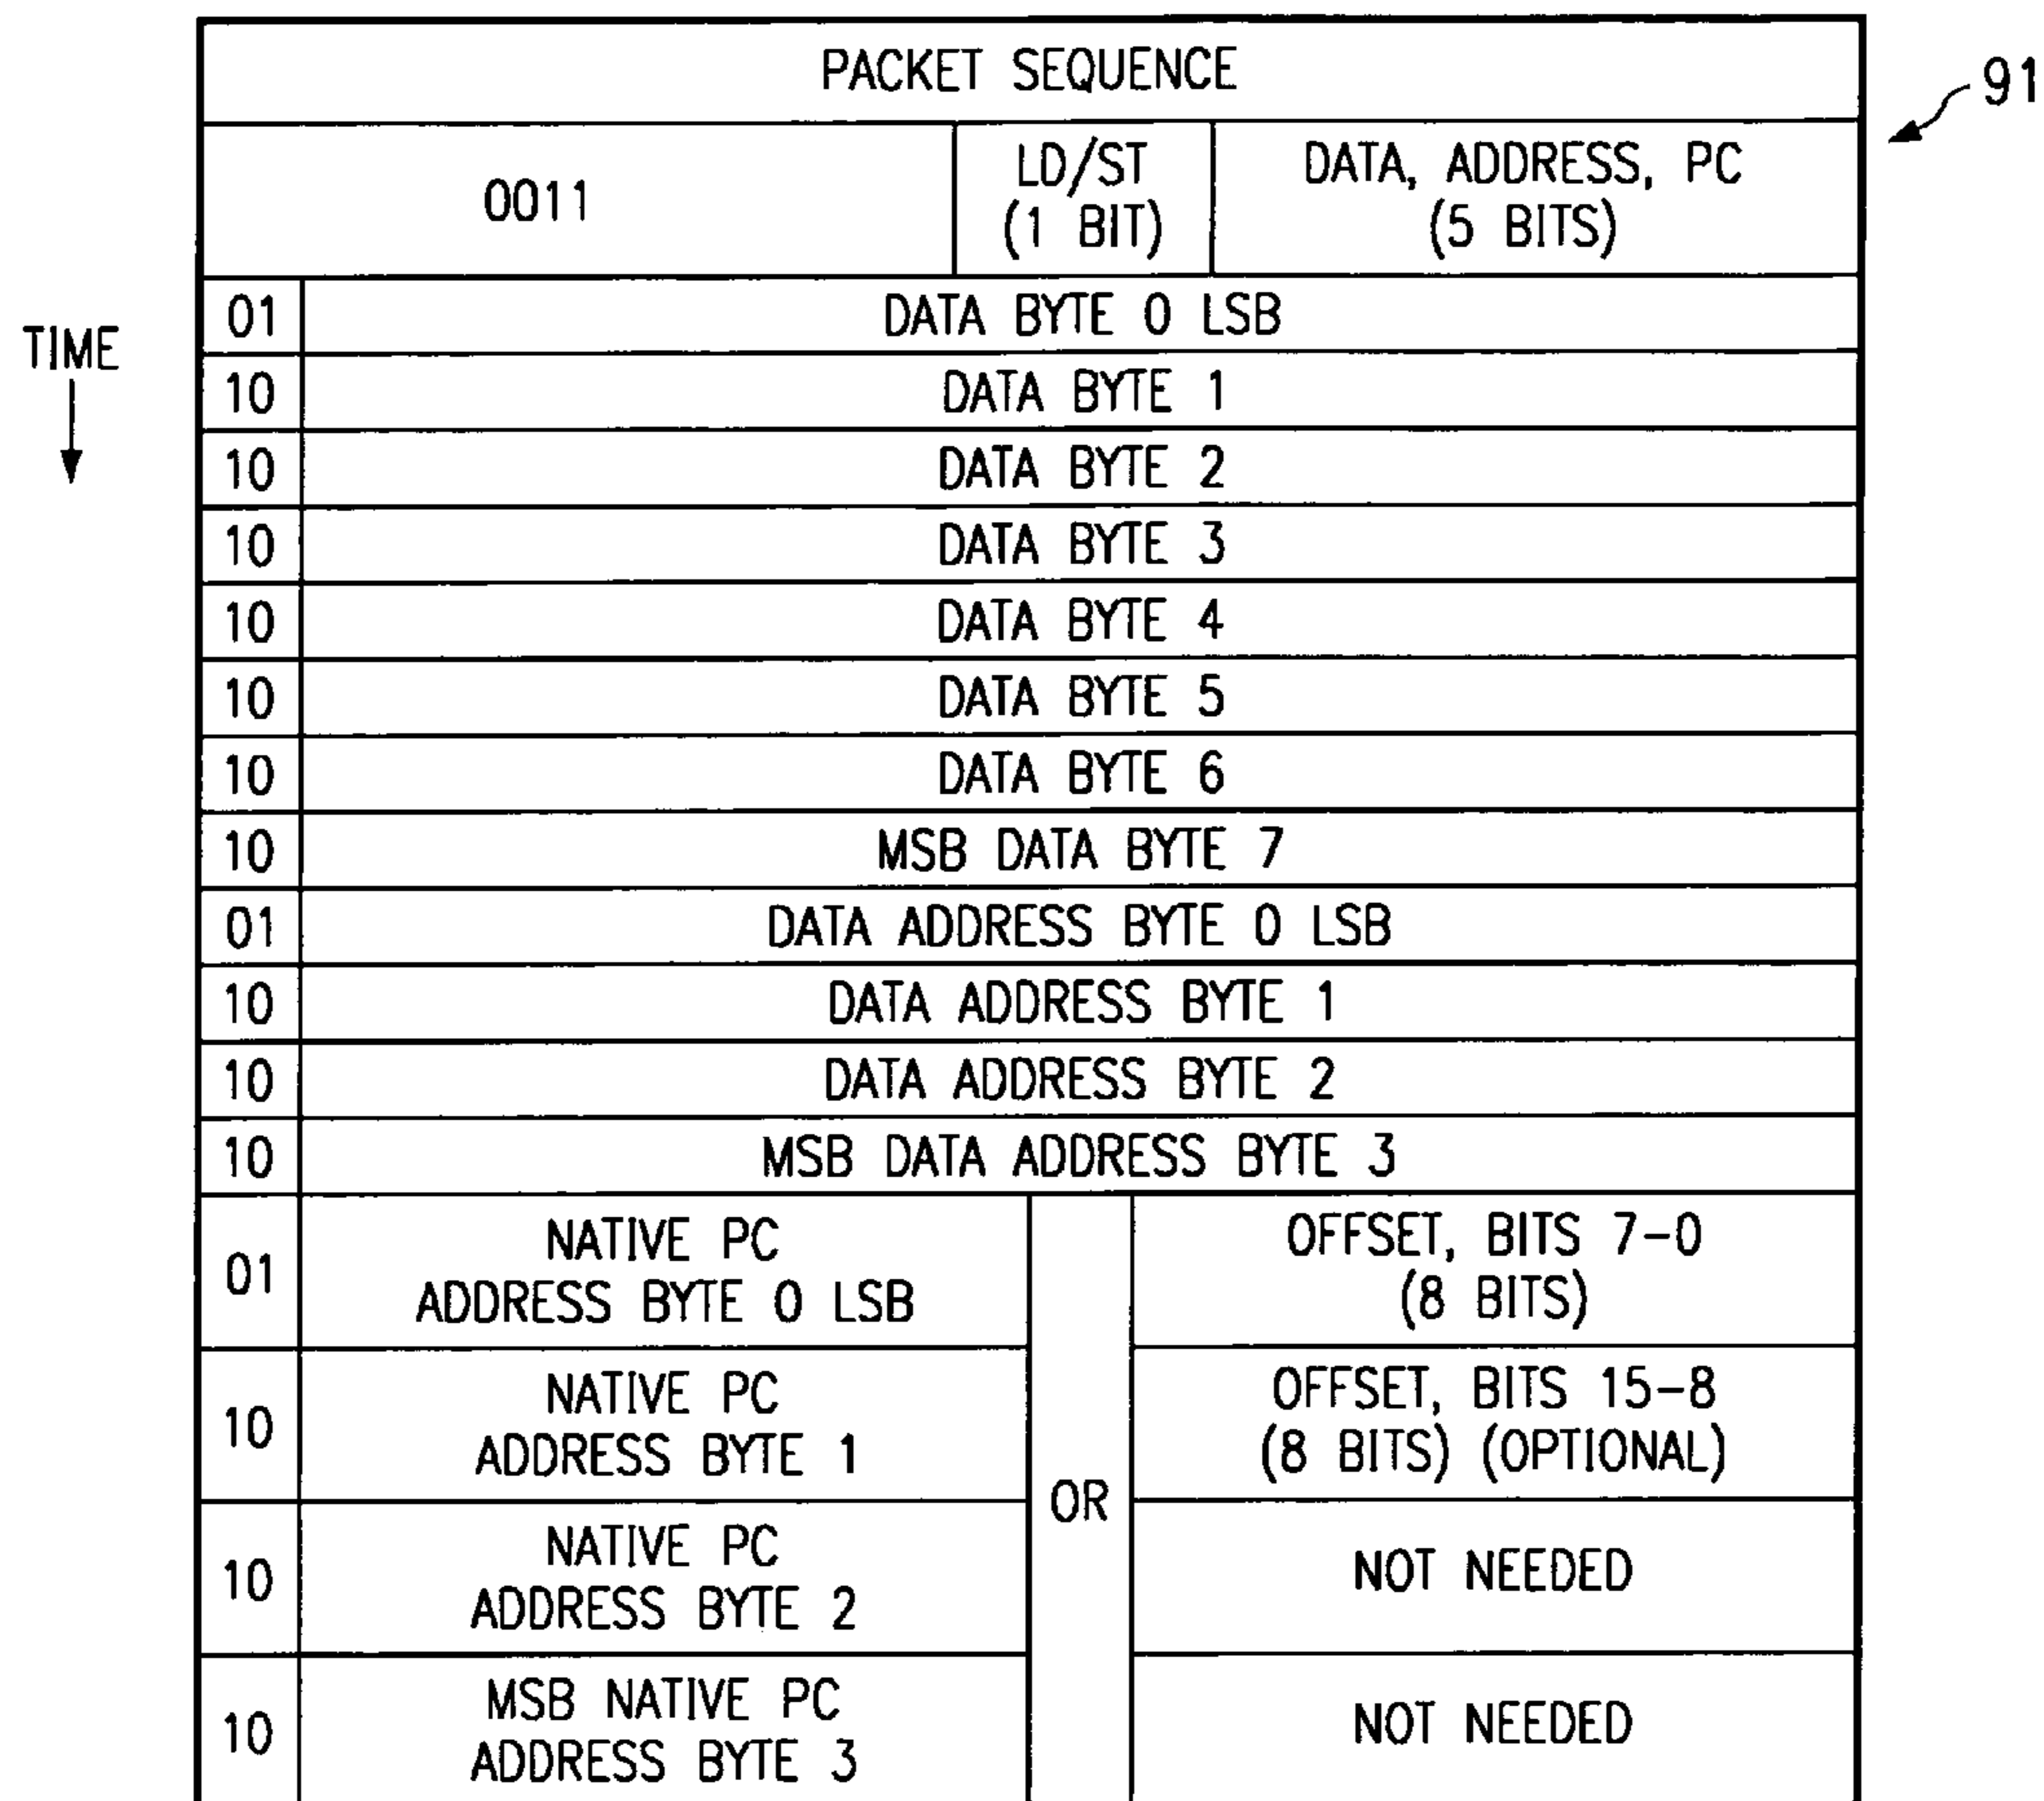 PACKET SEQUENCE
91
0011
LD/ST
(1 BIT)
DATA, ADDRESS, PC
(5 BITS)
TIME
01
DATA BYTE 0 LSB
10
DATA BYTE 1
10
DATA BYTE 2
10
DATA BYTE 3
10
DATA BYTE 4
10
DATA BYTE 5
10
DATA BYTE 6
10
MSB DATA BYTE 7
01
DATA ADDRESS BYTE 0 LSB
10
DATA ADDRESS BYTE 1
10
DATA ADDRESS BYTE 2
10
MSB DATA ADDRESS BYTE 3
01
NATIVE PC
ADDRESS BYTE 0 LSB
OFFSET, BITS 7-0
(8 BITS)
10
NATIVE PC
ADDRESS BYTE 1
OFFSET, BITS 15-8
(8 BITS) (OPTIONAL)
OR
10
NATIVE PC
ADDRESS BYTE 2
NOT NEEDED
10
MSB NATIVE PC
ADDRESS BYTE 3
NOT NEEDED